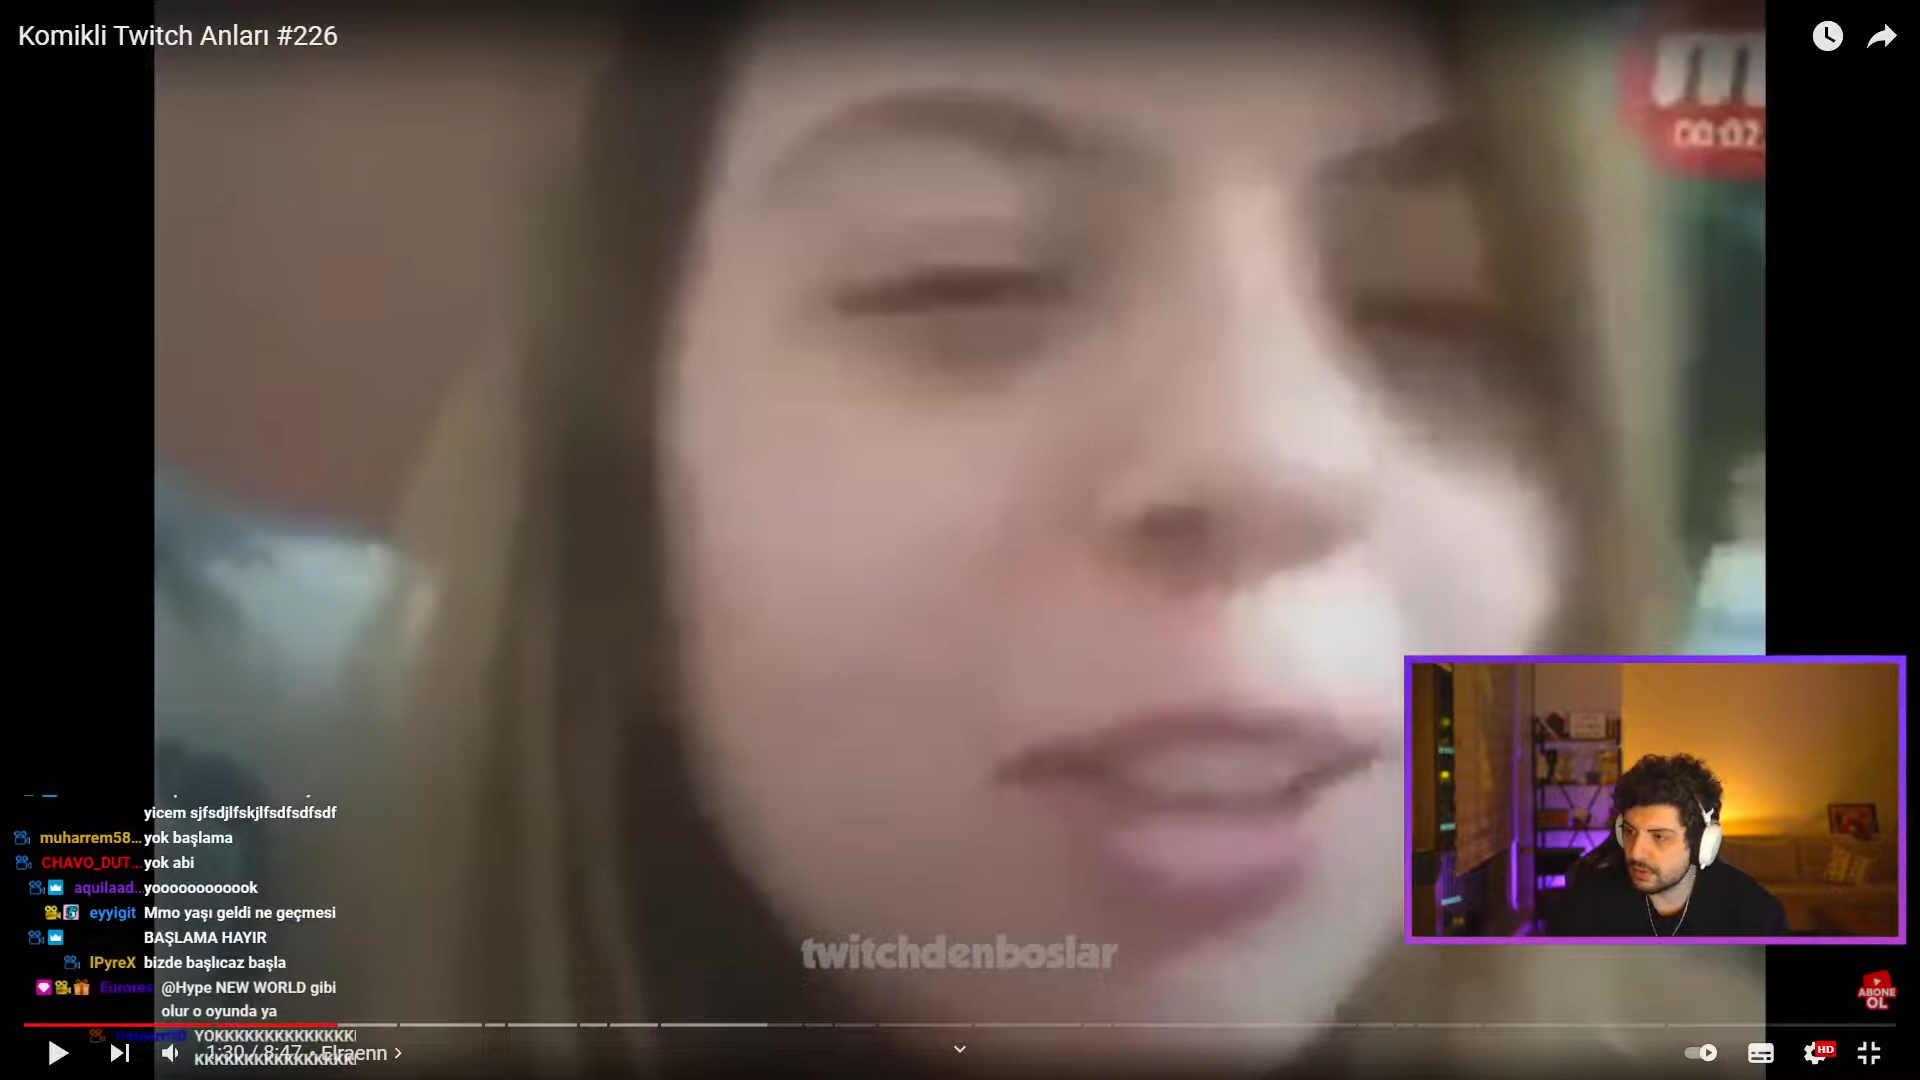 Komikli Twitch Anları #226
00:02
yicem sjfsdjlfskjlfsdfsdfsdf
muharrem58... yok başlama
CHAVO_DUT... yok abi
aquilaad... yooooooooook
eyyigit Mmo yaşı geldi ne geçmesi
BAŞLAMA HAYIR
IPyreX bizde başlıcaz başla
@Hype NEW WORLD gibi
olur o oyunda ya
twitchdenboslar
ABONE
OL
1:30 / 8:47 • Elraenn
HD